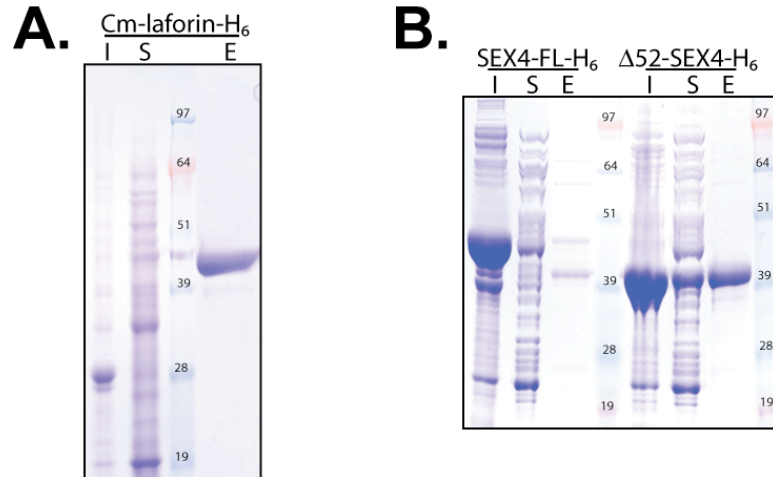 A.
Cm-laforin-H₆
I S E
97
64
51
39
28
19
B.
SEX4-FL-H₆ Δ52-SEX4-H₆
I S E I S E
97 97
64 64
51 51
39 39
28 28
19 19